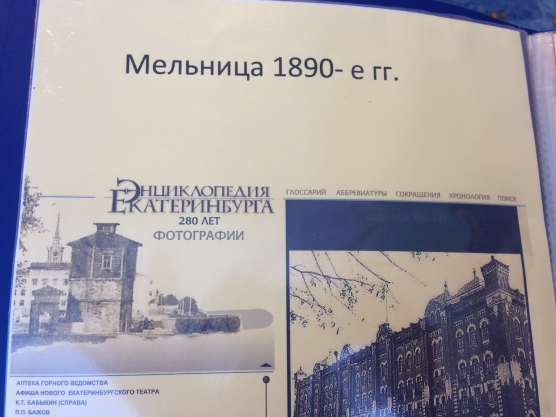 Мельница 1890- е гг.
ЭНЦИКЛОПЕДИЯ
ЕКАТЕРИНБУРГА
280 ЛЕТ
ФОТОГРАФИИ
ГЛОССАРИЙ АББРЕВИАТУРЫ СОКРАЩЕНИЯ ХРОНОЛОГИЯ ПОИСК
АПТЕКА ГОРНОГО ВЕДОМСТВА
АФИША НОВОГО ЕКАТЕРИНБУРГСКОГО ТЕАТРА
К.Т. БАБЫКИН (СПРАВА)
П.П. БАЖОВ